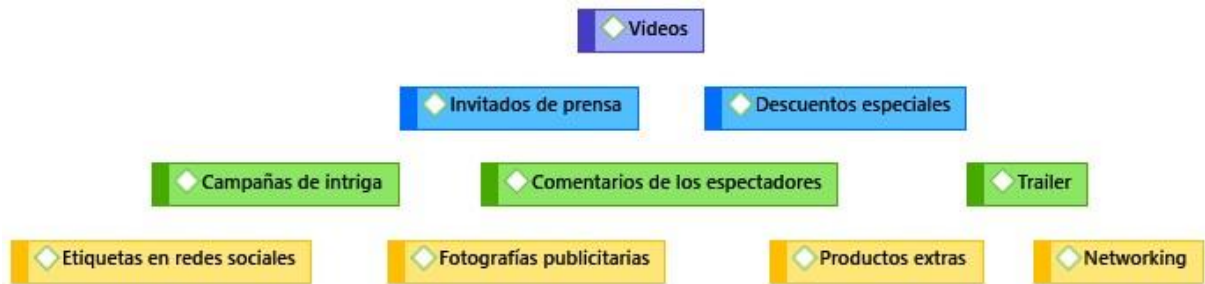 Videos
Invitados de prensa
Descuentos especiales
Campañas de intriga
Comentarios de los espectadores
Trailer
Etiquetas en redes sociales
Fotografías publicitarias
Productos extras
Networking